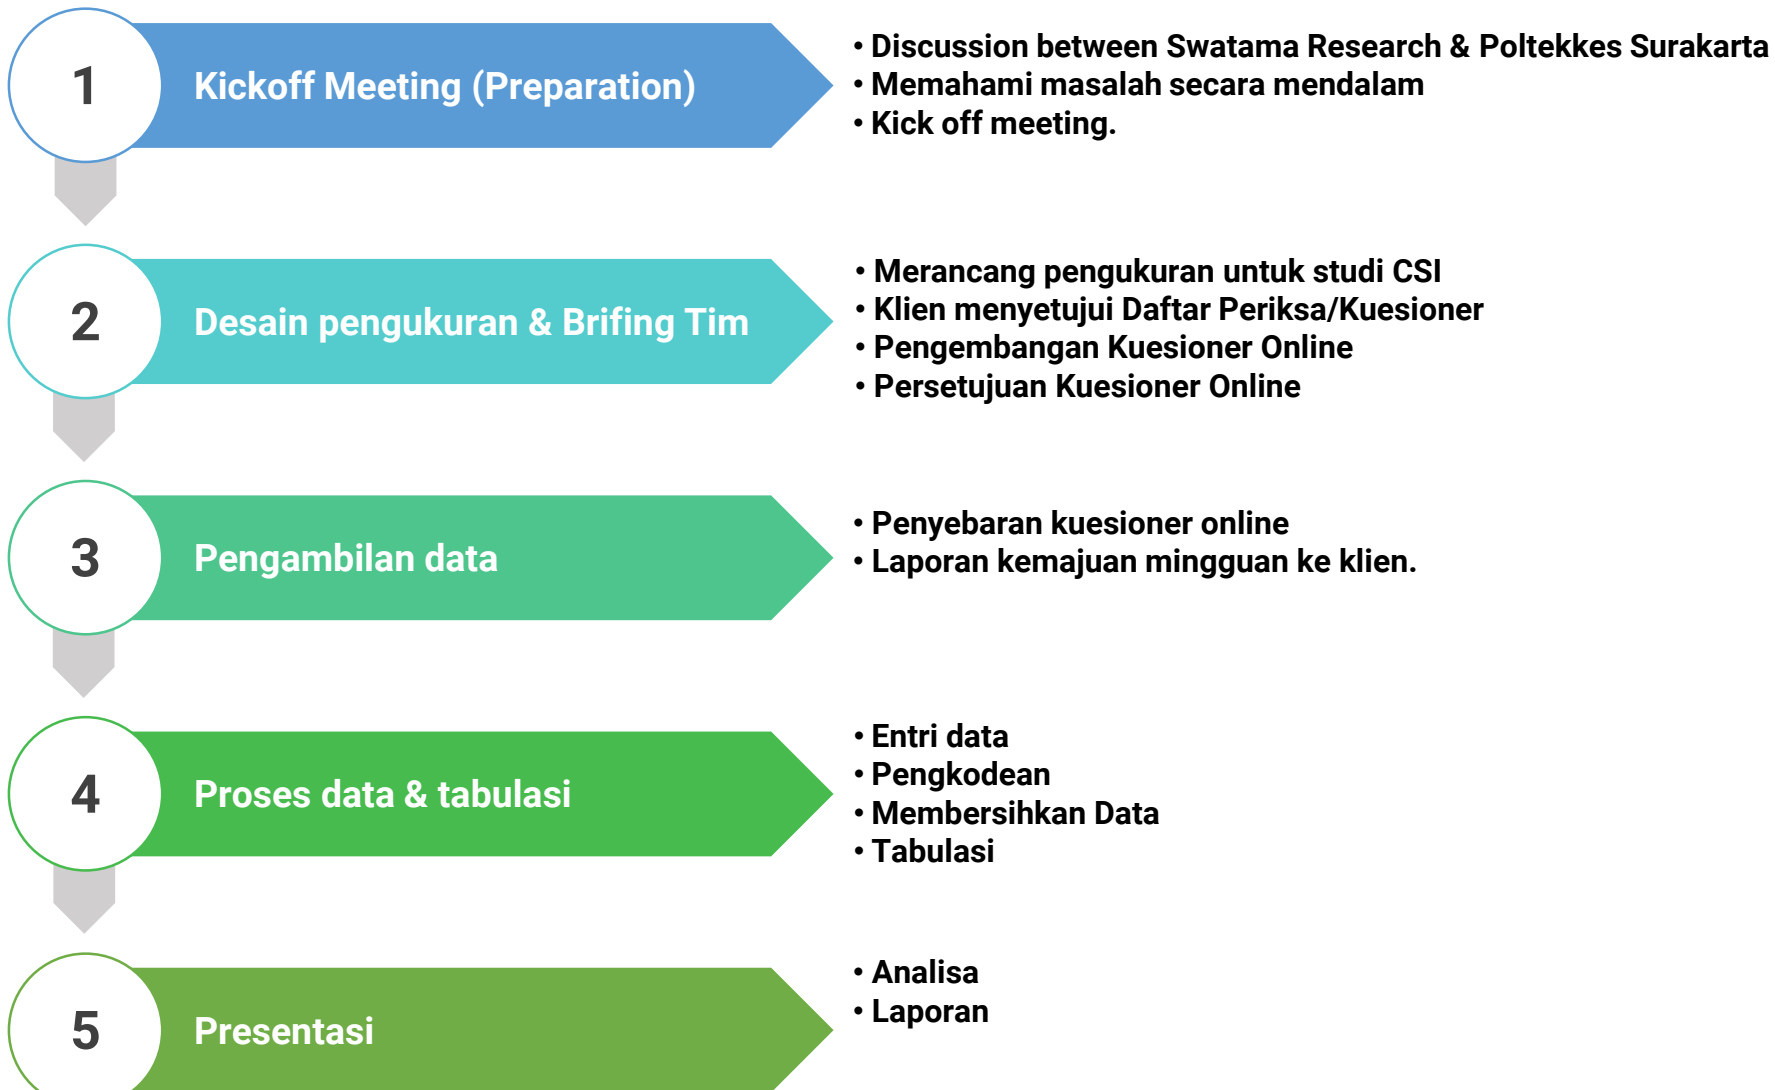 1
Kickoff Meeting (Preparation)
• Discussion between Swatama Research & Poltekkes Surakarta
• Memahami masalah secara mendalam
• Kick off meeting.
2
Desain pengukuran & Brifing Tim
• Merancang pengukuran untuk studi CSI
• Klien menyetujui Daftar Periksa/Kuesioner
• Pengembangan Kuesioner Online
• Persetujuan Kuesioner Online
3
Pengambilan data
• Penyebaran kuesioner online
• Laporan kemajuan mingguan ke klien.
4
Proses data & tabulasi
• Entri data
• Pengkodean
• Membersihkan Data
• Tabulasi
5
Presentasi
• Analisa
• Laporan